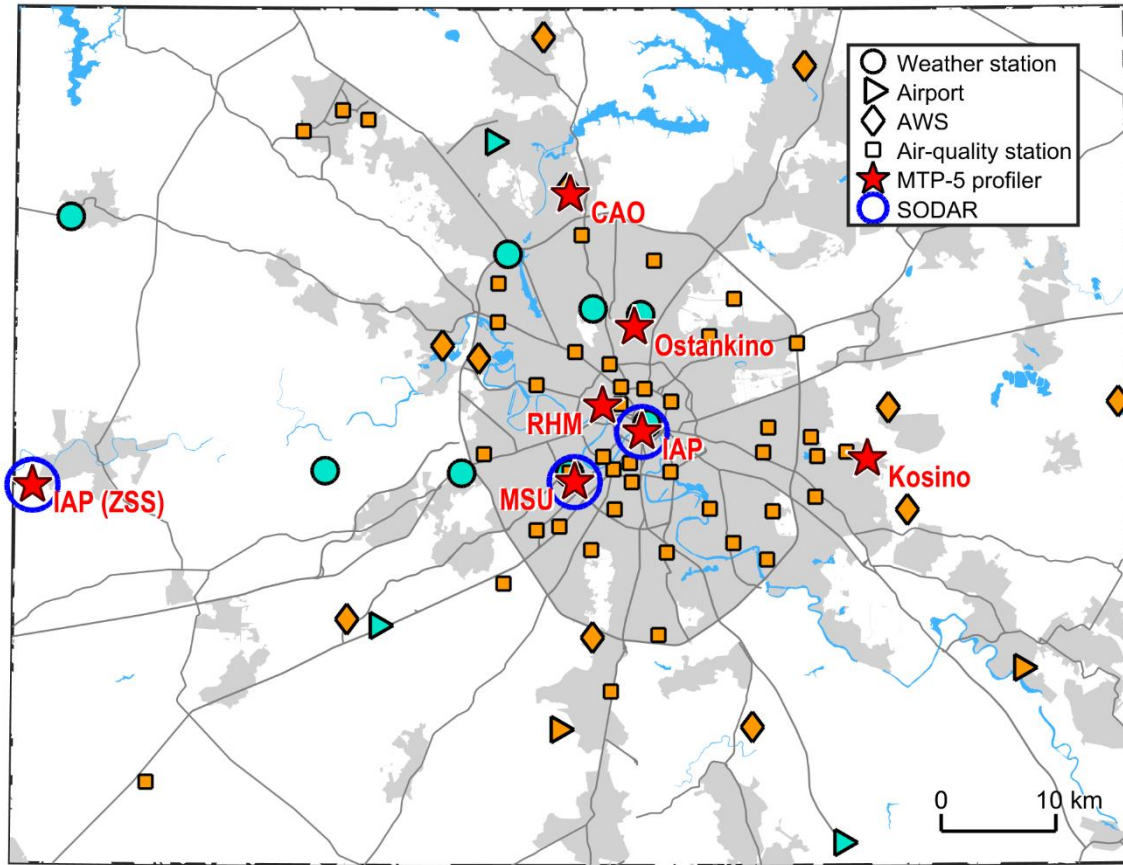 Weather station
Airport
AWS
Air-quality station
MTP-5 profiler
SODAR
CAO
Ostankino
RHM
IAP
Kosino
MSU
IAP (ZSS)
0 10 km